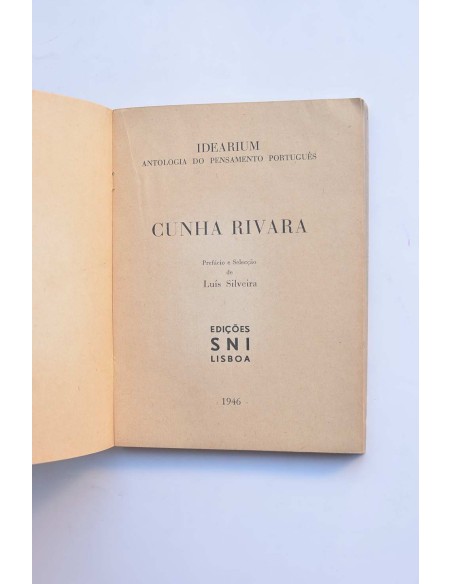 IDEARIUM
ANTOLOGIA DO PENSAMENTO PORTUGUÊS
CUNHA RIVARA
Prefácio e Selecção
de
Luís Silveira
EDIÇÕES
SNI
LISBOA
1946